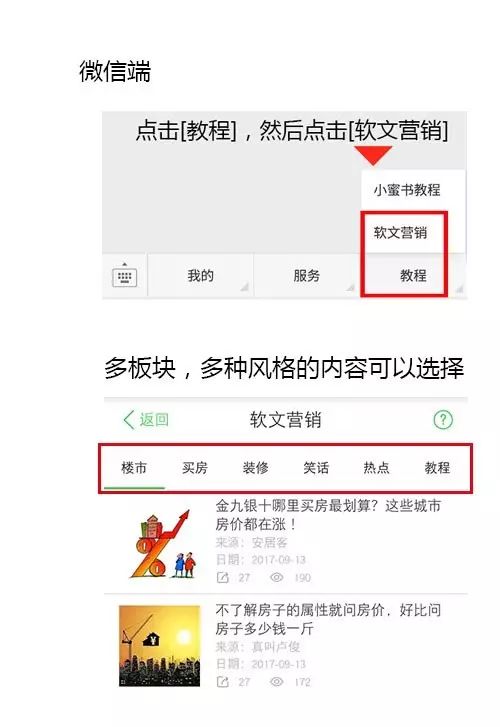 微信端
点击[教程]，然后点击[软文营销]
小蜜书教程
软文营销
我的
服务
教程
多板块，多种风格的内容可以选择
返回
软文营销
?
楼市
买房
装修
笑话
热点
教程
金九银十哪里买房最划算？这些城市
房价都在涨！
来源：安居客
日期：2017-09-13
27
190
不了解房子的属性就问房价，好比问
房子多少钱一斤
来源：真叫卢俊
日期：2017-09-13
27
172